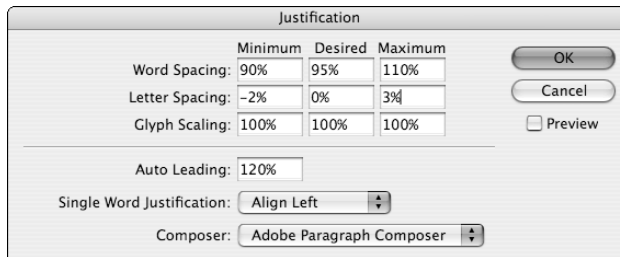 Justification
Minimum Desired Maximum
Word Spacing: 90% 95% 110% OK
Letter Spacing: -2% 0% 3% Cancel
Glyph Scaling: 100% 100% 100% Preview
Auto Leading: 120%
Single Word Justification: Align Left
Composer: Adobe Paragraph Composer